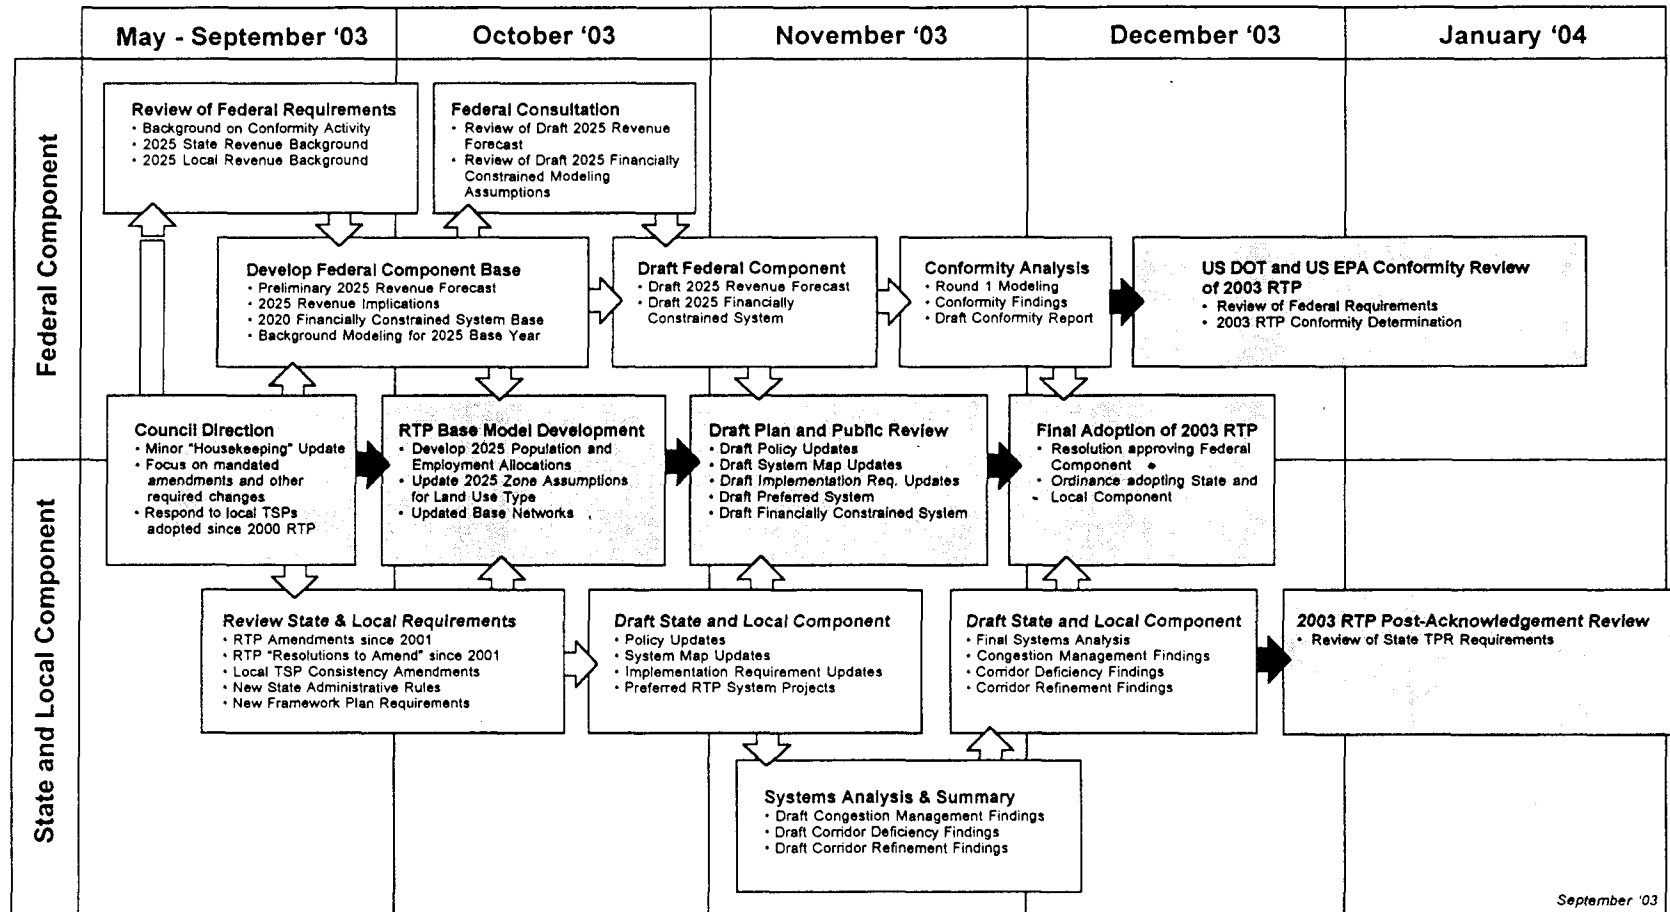 May - September ‘03
October ‘03
November ‘03
December ‘03
January ‘04
Federal Component
Review of Federal Requirements
• Background on Conformity Activity
• 2025 State Revenue Background
• 2025 Local Revenue Background
Federal Consultation
• Review of Draft 2025 Revenue
Forecast
• Review of Draft 2025 Financially
Constrained Modeling
Assumptions
Develop Federal Component Base
• Preliminary 2025 Revenue Forecast
• 2025 Revenue Implications
• 2020 Financially Constrained System Base
• Background Modeling for 2025 Base Year
Draft Federal Component
• Draft 2025 Revenue Forecast
• Draft 2025 Financially
Constrained System
Conformity Analysis
• Round 1 Modeling
• Conformity Findings
• Draft Conformity Report
US DOT and US EPA Conformity Review
of 2003 RTP
• Review of Federal Requirements
• 2003 RTP Conformity Determination
Council Direction
• Minor “Housekeeping” Update
• Focus on mandated
amendments and other
required changes
• Respond to local TSPs
adopted since 2000 RTP
RTP Base Model Development
• Develop 2025 Population and
Employment Allocations
• Update 2025 Zone Assumptions
for Land Use Type
• Updated Base Networks
Draft Plan and Public Review
• Draft Policy Updates
• Draft System Map Updates
• Draft Implementation Req. Updates
• Draft Preferred System
• Draft Financially Constrained System
Final Adoption of 2003 RTP
• Resolution approving Federal
Component
• Ordinance adopting State and
Local Component
State and Local Component
Review State & Local Requirements
• RTP Amendments since 2001
• RTP “Resolutions to Amend” since 2001
• Local TSP Consistency Amendments
• New State Administrative Rules
• New Framework Plan Requirements
Draft State and Local Component
• Policy Updates
• System Map Updates
• Implementation Requirement Updates
• Preferred RTP System Projects
Draft State and Local Component
• Final Systems Analysis
• Congestion Management Findings
• Corridor Deficiency Findings
• Corridor Refinement Findings
2003 RTP Post-Acknowledgement Review
• Review of State TPR Requirements
Systems Analysis & Summary
• Draft Congestion Management Findings
• Draft Corridor Deficiency Findings
• Draft Corridor Refinement Findings
September ‘03